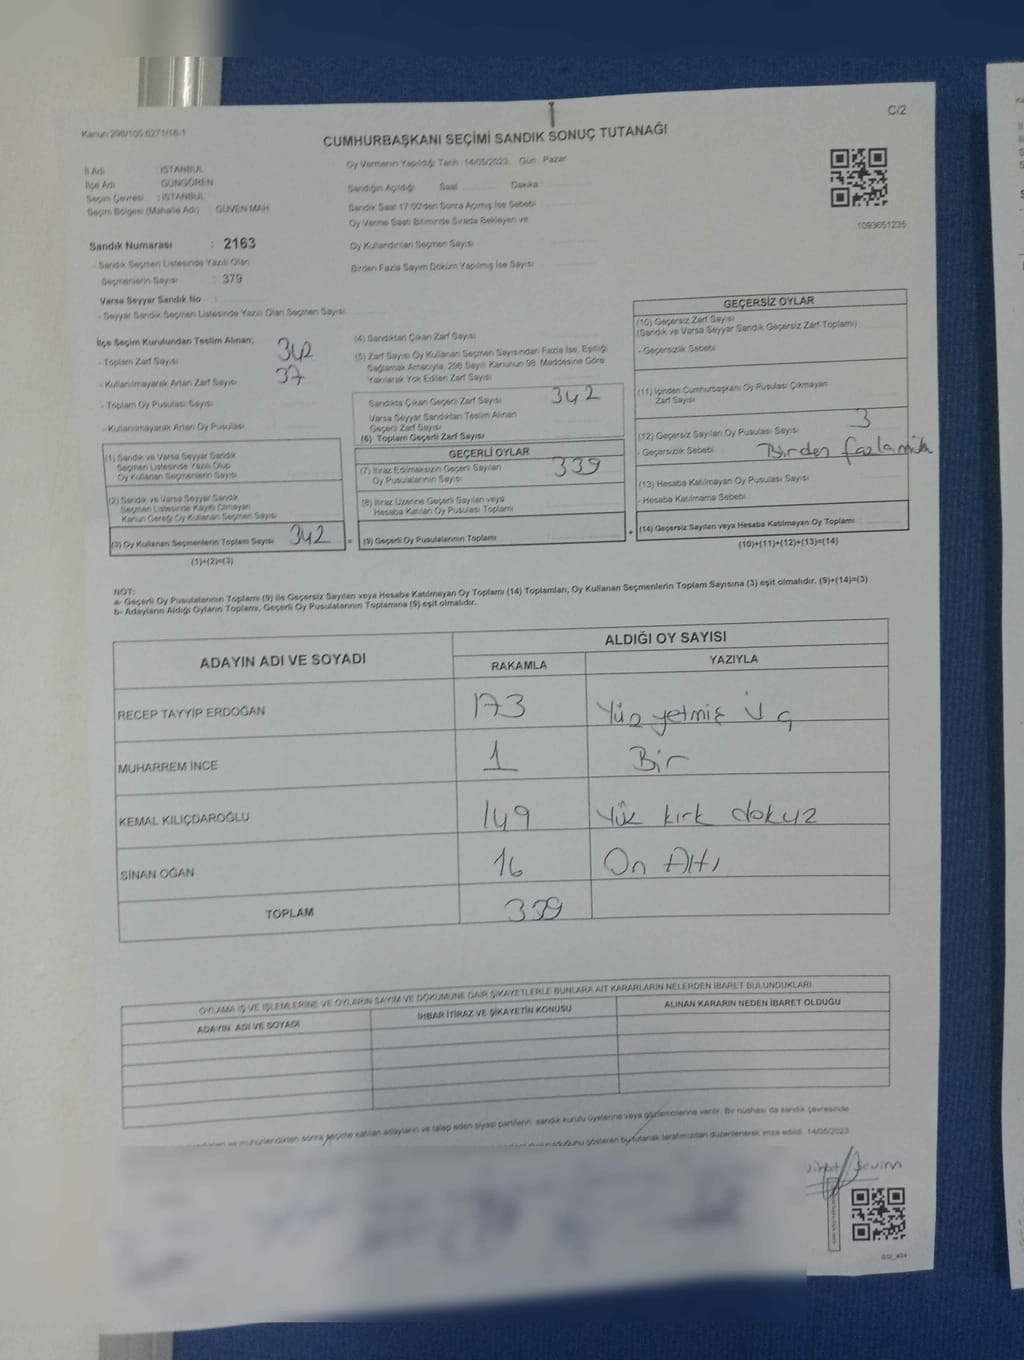 C/2
Kanun:298/105,6271/18-1
CUMHURBAŞKANI SEÇİMİ SANDIK SONUÇ TUTANAĞI
İl Adı : İSTANBUL
İlçe Adı : GÜNGÖREN
Seçim Çevresi : İSTANBUL
Seçim Bölgesi (Mahalle Adı) : GÜVEN MAH
Sandık Numarası : 2163
- Sandık Seçmen Listesinde Yazılı Olan
Seçmenlerin Sayısı : 379
Varsa Seyyar Sandık No :
- Seyyar Sandık Seçmen Listesinde Yazılı Olan Seçmen Sayısı
Oy Vermenin Yapıldığı Tarih 14/05/2023 Gün Pazar
Sandığın Açıldığı Saat Dakika
Sandık Saat 17:00'den Sonra Açılmış İse Sebebi
Oy Verme Saati Bitiminde Sırada Bekleyen ve
Oy Kullandırılan Seçmen Sayısı
Birden Fazla Sayım Döküm Yapılmış İse Sayısı
1093651235
İlçe Seçim Kurulundan Teslim Alınan;
- Toplam Zarf Sayısı 342
- Kullanılmayarak Artan Zarf Sayısı 37
- Toplam Oy Pusulası Sayısı
- Kullanılmayarak Artan Oy Pusulası
(1) Sandık ve Varsa Seyyar Sandık
Seçmen Listesinde Yazılı Olup
Oy Kullanan Seçmenlerin Sayısı
(2) Sandık ve Varsa Seyyar Sandık
Seçmen Listesinde Kayıtlı Olmayan
Kanun Gereği Oy Kullanan Seçmen Sayısı
(3) Oy Kullanan Seçmenlerin Toplam Sayısı 342
(1)+(2)=(3)
(4) Sandıktan Çıkan Zarf Sayısı
(5) Zarf Sayısı Oy Kullanan Seçmen Sayısından Fazla İse, Eşitliği
Sağlamak Amacıyla, 298 Sayılı Kanunun 98. Maddesine Göre
Yakılarak Yok Edilen Zarf Sayısı
Sandıkta Çıkan Geçerli Zarf Sayısı 342
Varsa Seyyar Sandıktan Teslim Alınan
Geçerli Zarf Sayısı
(6) Toplam Geçerli Zarf Sayısı
GEÇERLİ OYLAR
(7) İtiraz Edilmeksizin Geçerli Sayılan 339
Oy Pusulalarının Sayısı
(8) İtiraz Üzerine Geçerli Sayılan veya
Hesaba Katılan Oy Pusulası Toplamı
= (9) Geçerli Oy Pusulalarının Toplamı
GEÇERSİZ OYLAR
(10) Geçersiz Zarf Sayısı
(Sandık ve Varsa Seyyar Sandık Geçersiz Zarf Toplamı)
- Geçersizlik Sebebi
(11) İçinden Cumhurbaşkanı Oy Pusulası Çıkmayan
Zarf Sayısı
(12) Geçersiz Sayılan Oy Pusulası Sayısı 3
- Geçersizlik Sebebi Birden fazla
(13) Hesaba Katılmayan Oy Pusulası Sayısı
- Hesaba Katılmama Sebebi
+ (14) Geçersiz Sayılan veya Hesaba Katılmayan Oy Toplamı
(10)+(11)+(12)+(13)=(14)
NOT:
a- Geçerli Oy Pusulalarının Toplamı (9) ile Geçersiz Sayılan veya Hesaba Katılmayan Oy Toplamı (14) Toplamları, Oy Kullanan Seçmenlerin Toplam Sayısına (3) eşit olmalıdır. (9)+(14)=(3)
b- Adayların Aldığı Oyların Toplamı, Geçerli Oy Pusulalarının Toplamına (9) eşit olmalıdır.
ADAYIN ADI VE SOYADI
ALDIĞI OY SAYISI
RAKAMLA YAZIYLA
RECEP TAYYİP ERDOĞAN 173 Yüz yetmiş üç
MUHARREM İNCE 1 Bir
KEMAL KILIÇDAROĞLU 149 Yüz kırk dokuz
SİNAN OĞAN 16 On Altı
TOPLAM 339
OYLAMA İŞ VE İŞLEMLERİNE VE OYLARIN SAYIM VE DÖKÜMÜNE DAİR ŞİKAYETLERLE BUNLARA AİT KARARLARIN NELERDEN İBARET BULUNDUKLARI
ADAYIN ADI VE SOYADI İHBAR İTİRAZ VE ŞİKAYETİN KONUSU ALINAN KARARIN NEDEN İBARET OLDUĞU
mühürlendikten sonra seçime katılan adayların ve talep eden siyasi partilerin, sandık kurulu üyelerine veya gözlemcilerine verilir. Bir nüshası da sandık çevresinde
gösteren bu tutanak tarafımızdan düzenlenerek imza edildi. 14/05/2023
Sevim